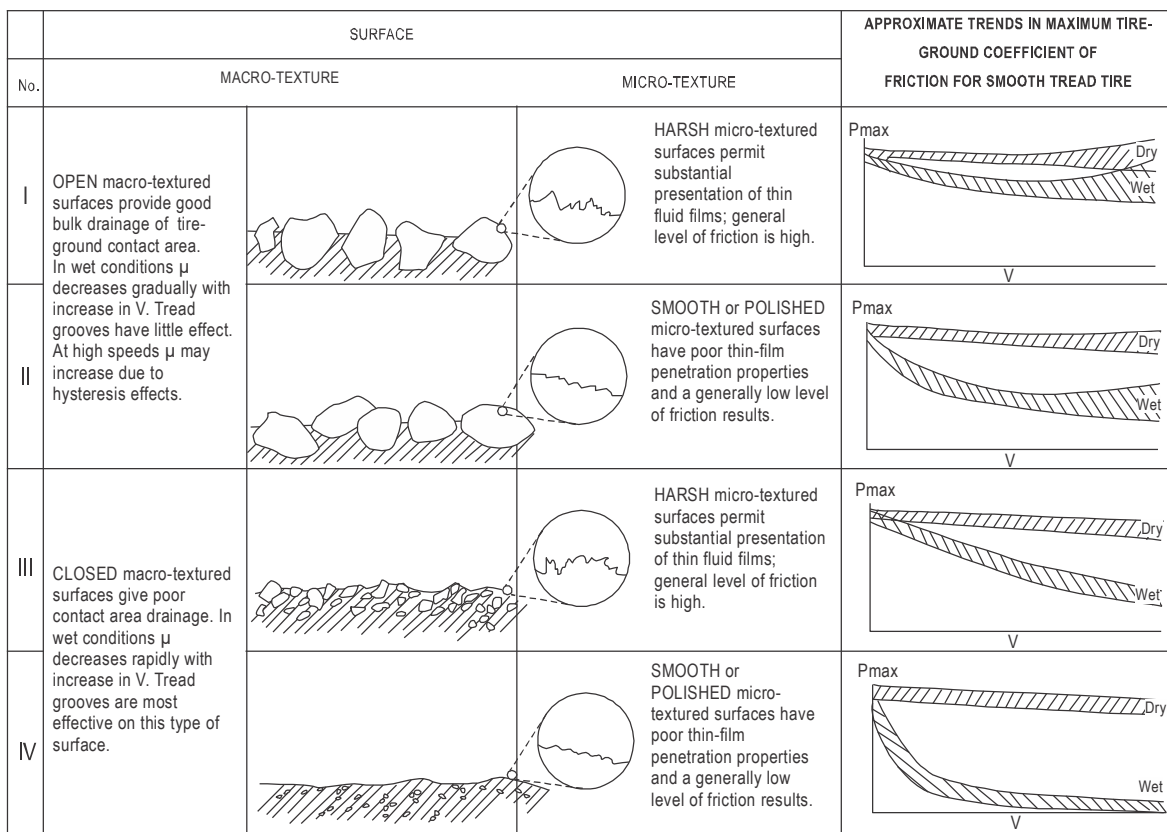 SURFACE
APPROXIMATE TRENDS IN MAXIMUM TIRE-
GROUND COEFFICIENT OF
FRICTION FOR SMOOTH TREAD TIRE
No.
MACRO-TEXTURE
MICRO-TEXTURE
I
OPEN macro-textured
surfaces provide good
bulk drainage of tire-
ground contact area.
In wet conditions µ
decreases gradually with
increase in V. Tread
grooves have little effect.
At high speeds µ may
increase due to
hysteresis effects.
HARSH micro-textured
surfaces permit
substantial
presentation of thin
fluid films; general
level of friction is high.
Pmax
Dry
Wet
V
II
SMOOTH or POLISHED
micro-textured surfaces
have poor thin-film
penetration properties
and a generally low level
of friction results.
Pmax
Dry
Wet
V
III
CLOSED macro-textured
surfaces give poor
contact area drainage. In
wet conditions µ
decreases rapidly with
increase in V. Tread
grooves are most
effective on this type of
surface.
HARSH micro-textured
surfaces permit
substantial presentation
of thin fluid films;
general level of friction
is high.
Pmax
Dry
Wet
V
IV
SMOOTH or
POLISHED micro-
textured surfaces have
poor thin-film
penetration properties
and a generally low
level of friction results.
Pmax
Dry
Wet
V